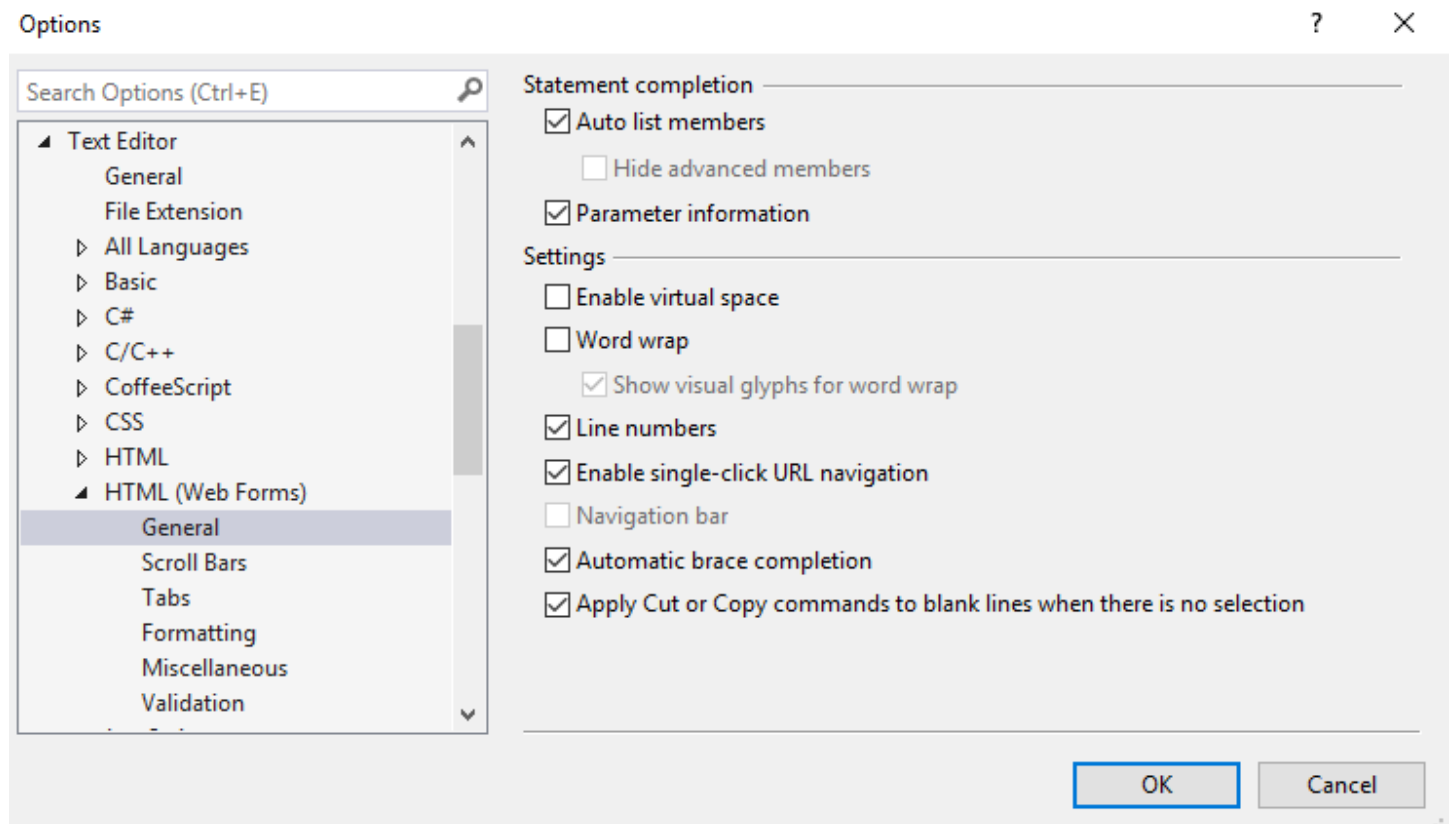 Options
Search Options (Ctrl+E)
Text Editor
General
File Extension
All Languages
Basic
C#
C/C++
CoffeeScript
CSS
HTML
HTML (Web Forms)
General
Scroll Bars
Tabs
Formatting
Miscellaneous
Validation
Statement completion
Auto list members
Hide advanced members
Parameter information
Settings
Enable virtual space
Word wrap
Show visual glyphs for word wrap
Line numbers
Enable single-click URL navigation
Navigation bar
Automatic brace completion
Apply Cut or Copy commands to blank lines when there is no selection
OK
Cancel